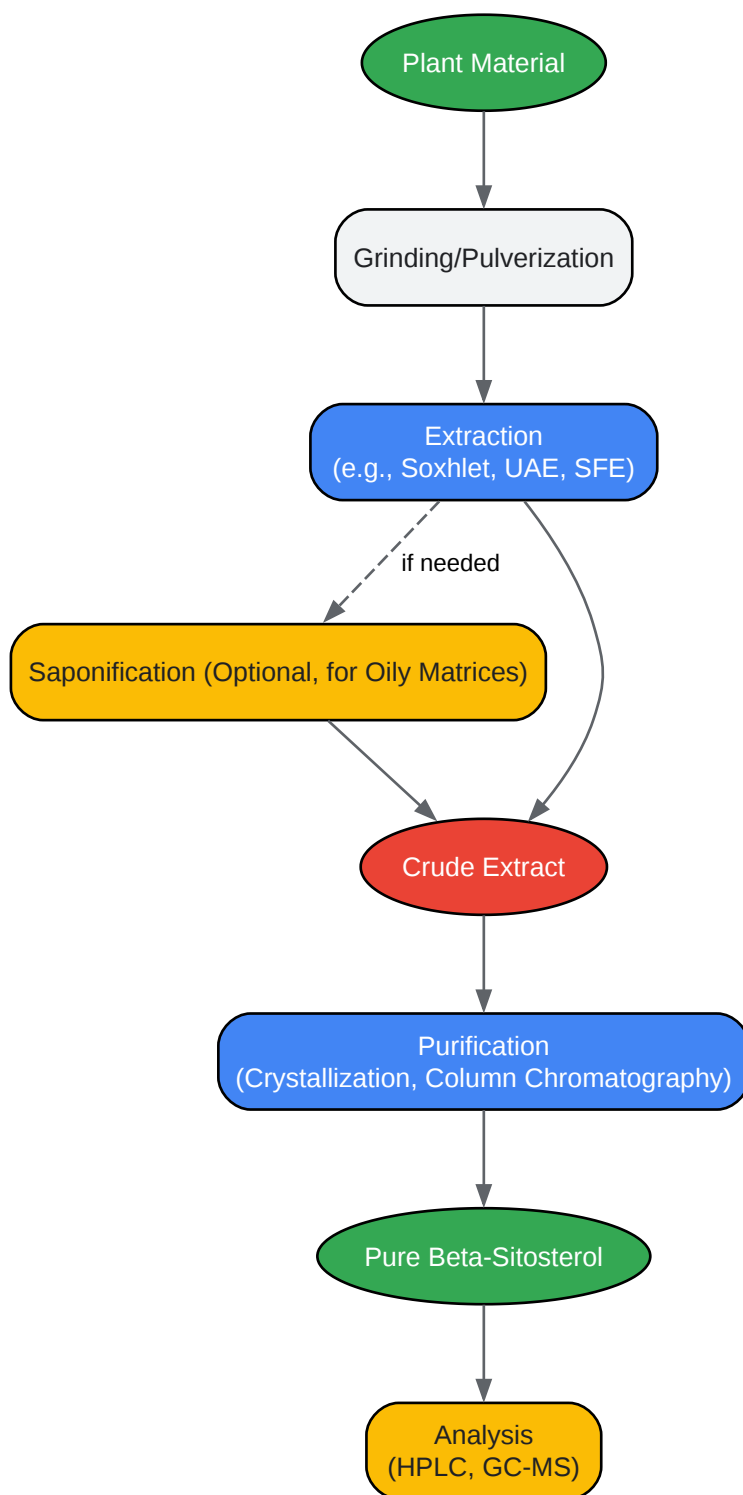 Plant Material
Grinding/Pulverization
Extraction
(e.g., Soxhlet, UAE, SFE)
if needed
Saponification (Optional, for Oily Matrices)
Crude Extract
Purification
(Crystallization, Column Chromatography)
Pure Beta-Sitosterol
Analysis
(HPLC, GC-MS)